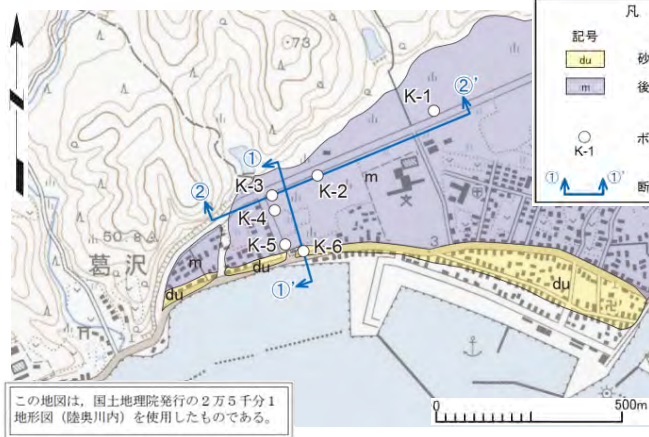 凡
記号
du 砂
m 後
K-1 ボ
① ①' 断
73
K-1
②'
①
②
K-3
K-2
m
K-4
K-5
K-6
50.
葛沢
m
du
du
①'
3
du
この地図は,国土地理院発行の2万5千分1
地形図(陸奥川内)を使用したものである。
0 500m